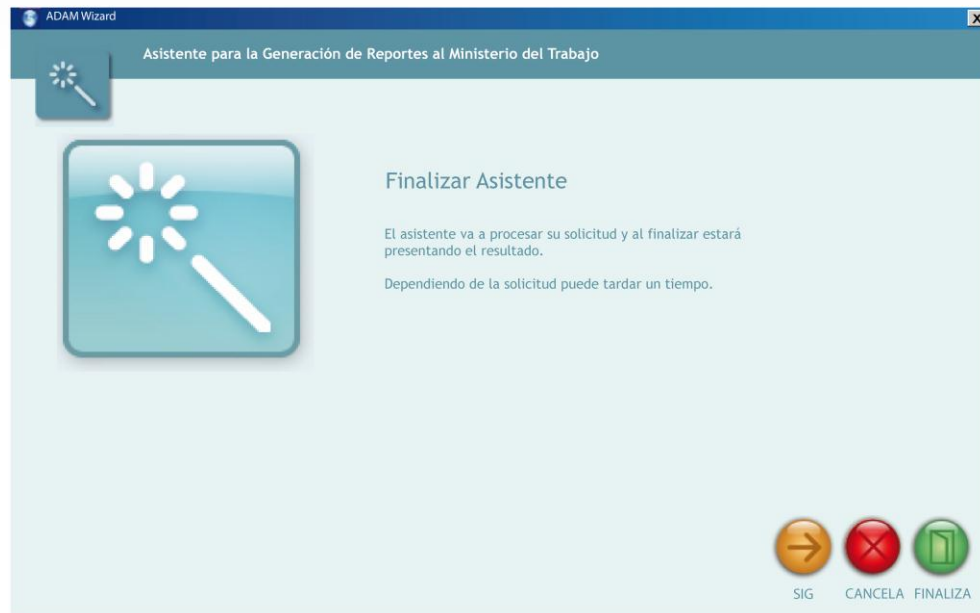 ADAM Wizard
X
Asistente para la Generación de Reportes al Ministerio del Trabajo
Finalizar Asistente
El asistente va a procesar su solicitud y al finalizar estará
presentando el resultado.
Dependiendo de la solicitud puede tardar un tiempo.
SIG CANCELA FINALIZA